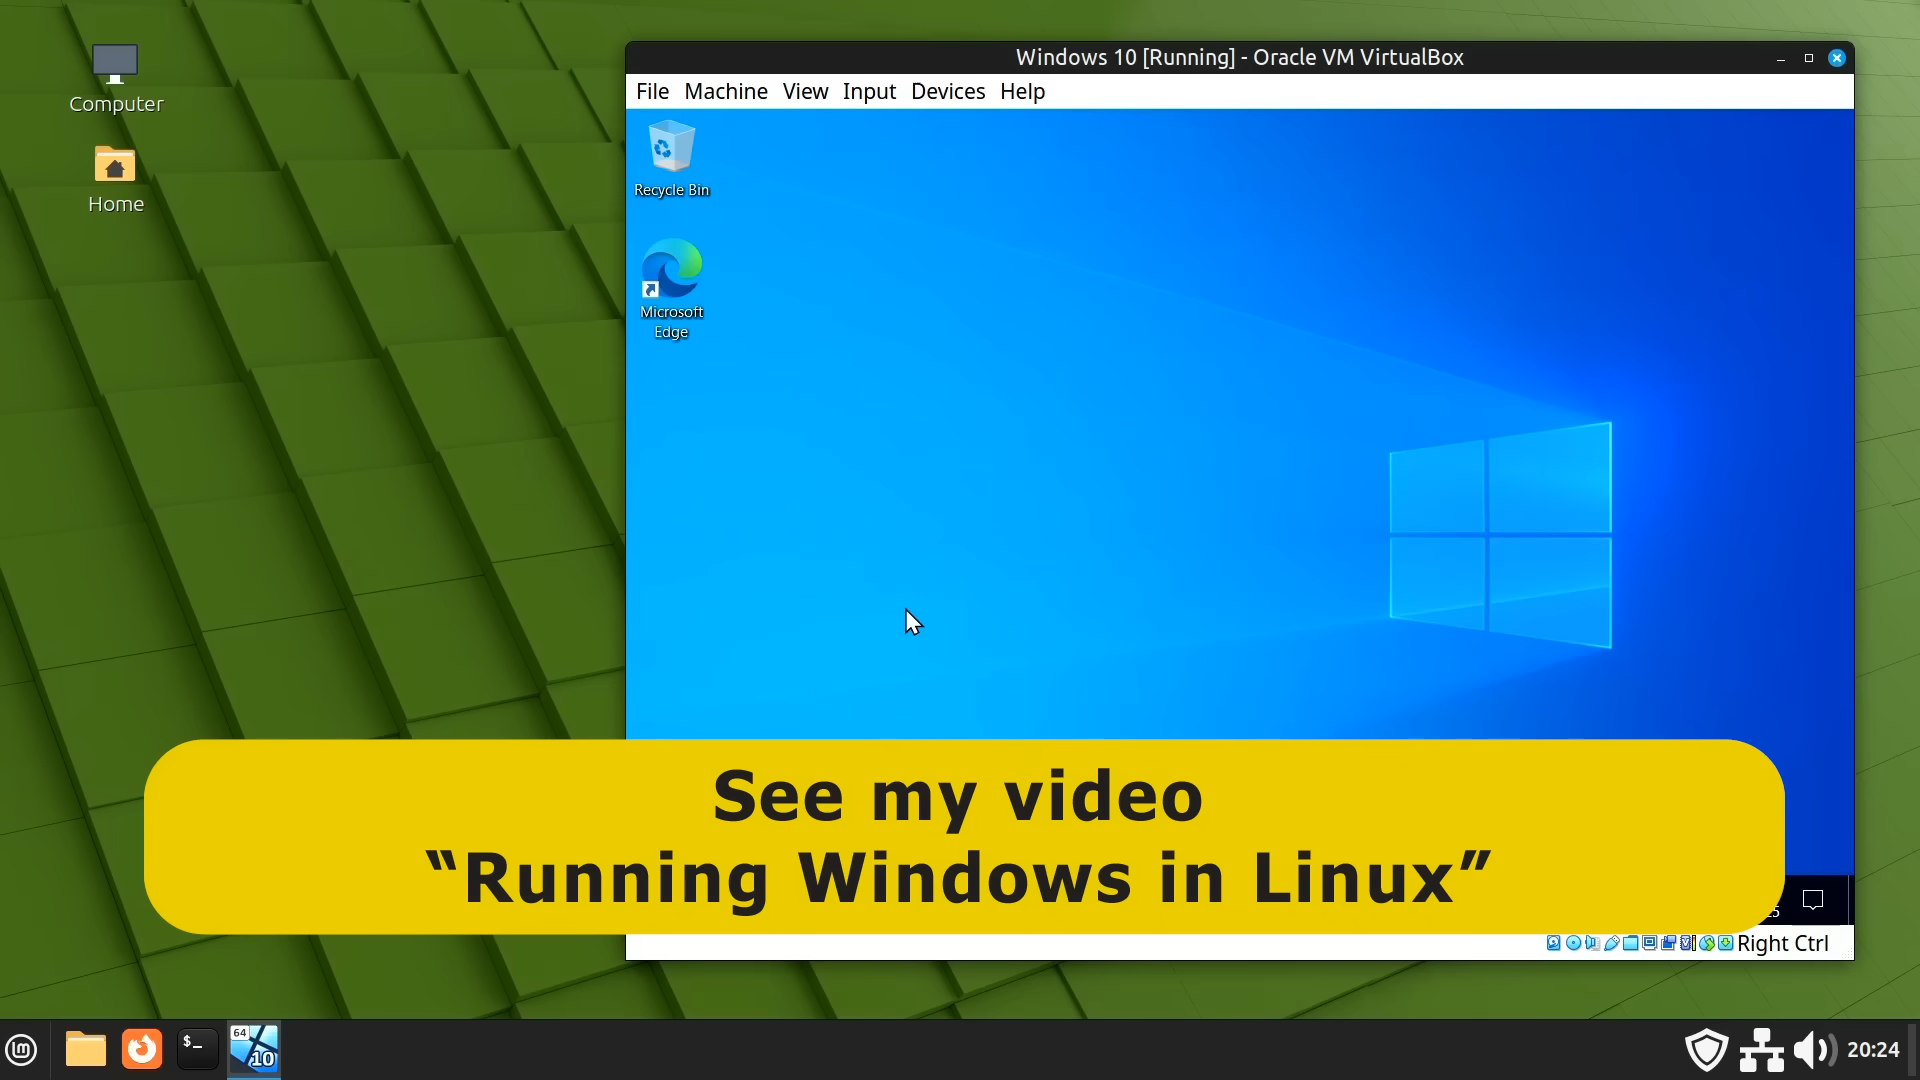 Computer
Home
Windows 10 [Running] - Oracle VM VirtualBox
File Machine View Input Devices Help
Recycle Bin
Microsoft
Edge
See my video
“Running Windows in Linux”
Right Ctrl
64
10
$_
20:24